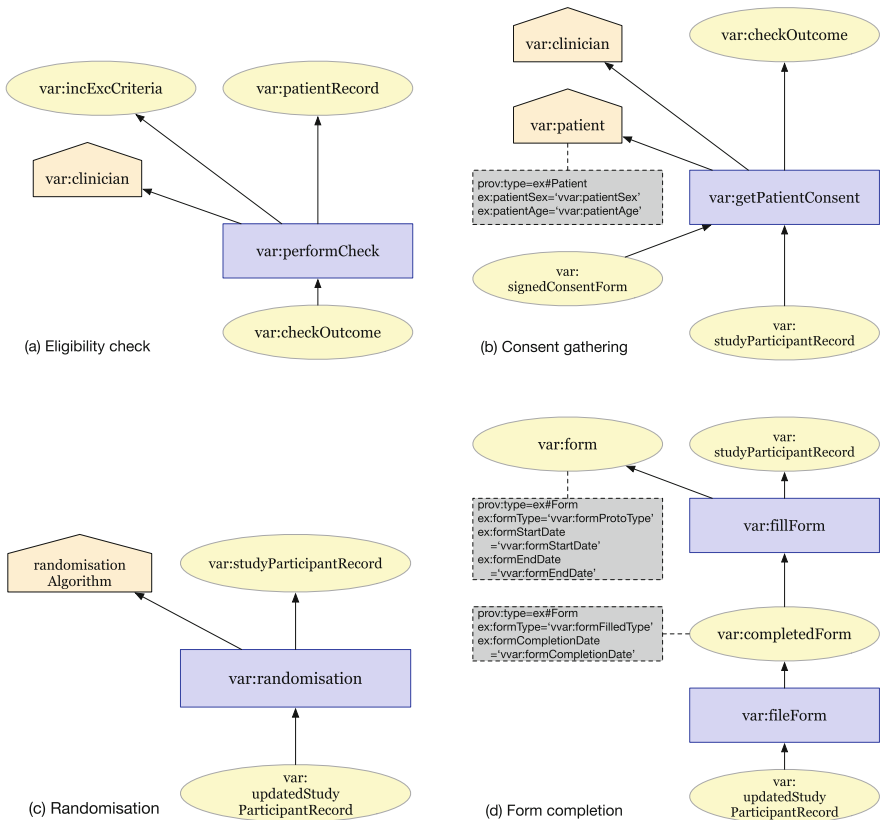 var:incExcCriteria
var:patientRecord
var:clinician
var:performCheck
var:checkOutcome
(a) Eligibility check
var:clinician
var:checkOutcome
var:patient
prov:type=ex#Patient
ex:patientSex=‘vvar:patientSex’
ex:patientAge=‘vvar:patientAge’
var:getPatientConsent
var:
signedConsentForm
var:
studyParticipantRecord
(b) Consent gathering
randomisation
Algorithm
var:studyParticipantRecord
var:randomisation
var:
updatedStudy
ParticipantRecord
(c) Randomisation
var:form
var:
studyParticipantRecord
prov:type=ex#Form
ex:formType=‘vvar:formProtoType’
ex:formStartDate
=‘vvar:formStartDate’
ex:formEndDate
=‘vvar:formEndDate’
var:fillForm
prov:type=ex#Form
ex:formType=‘vvar:formFilledType’
ex:formCompletionDate
=‘vvar:formCompletionDate’
var:completedForm
var:fileForm
var:
updatedStudy
ParticipantRecord
(d) Form completion